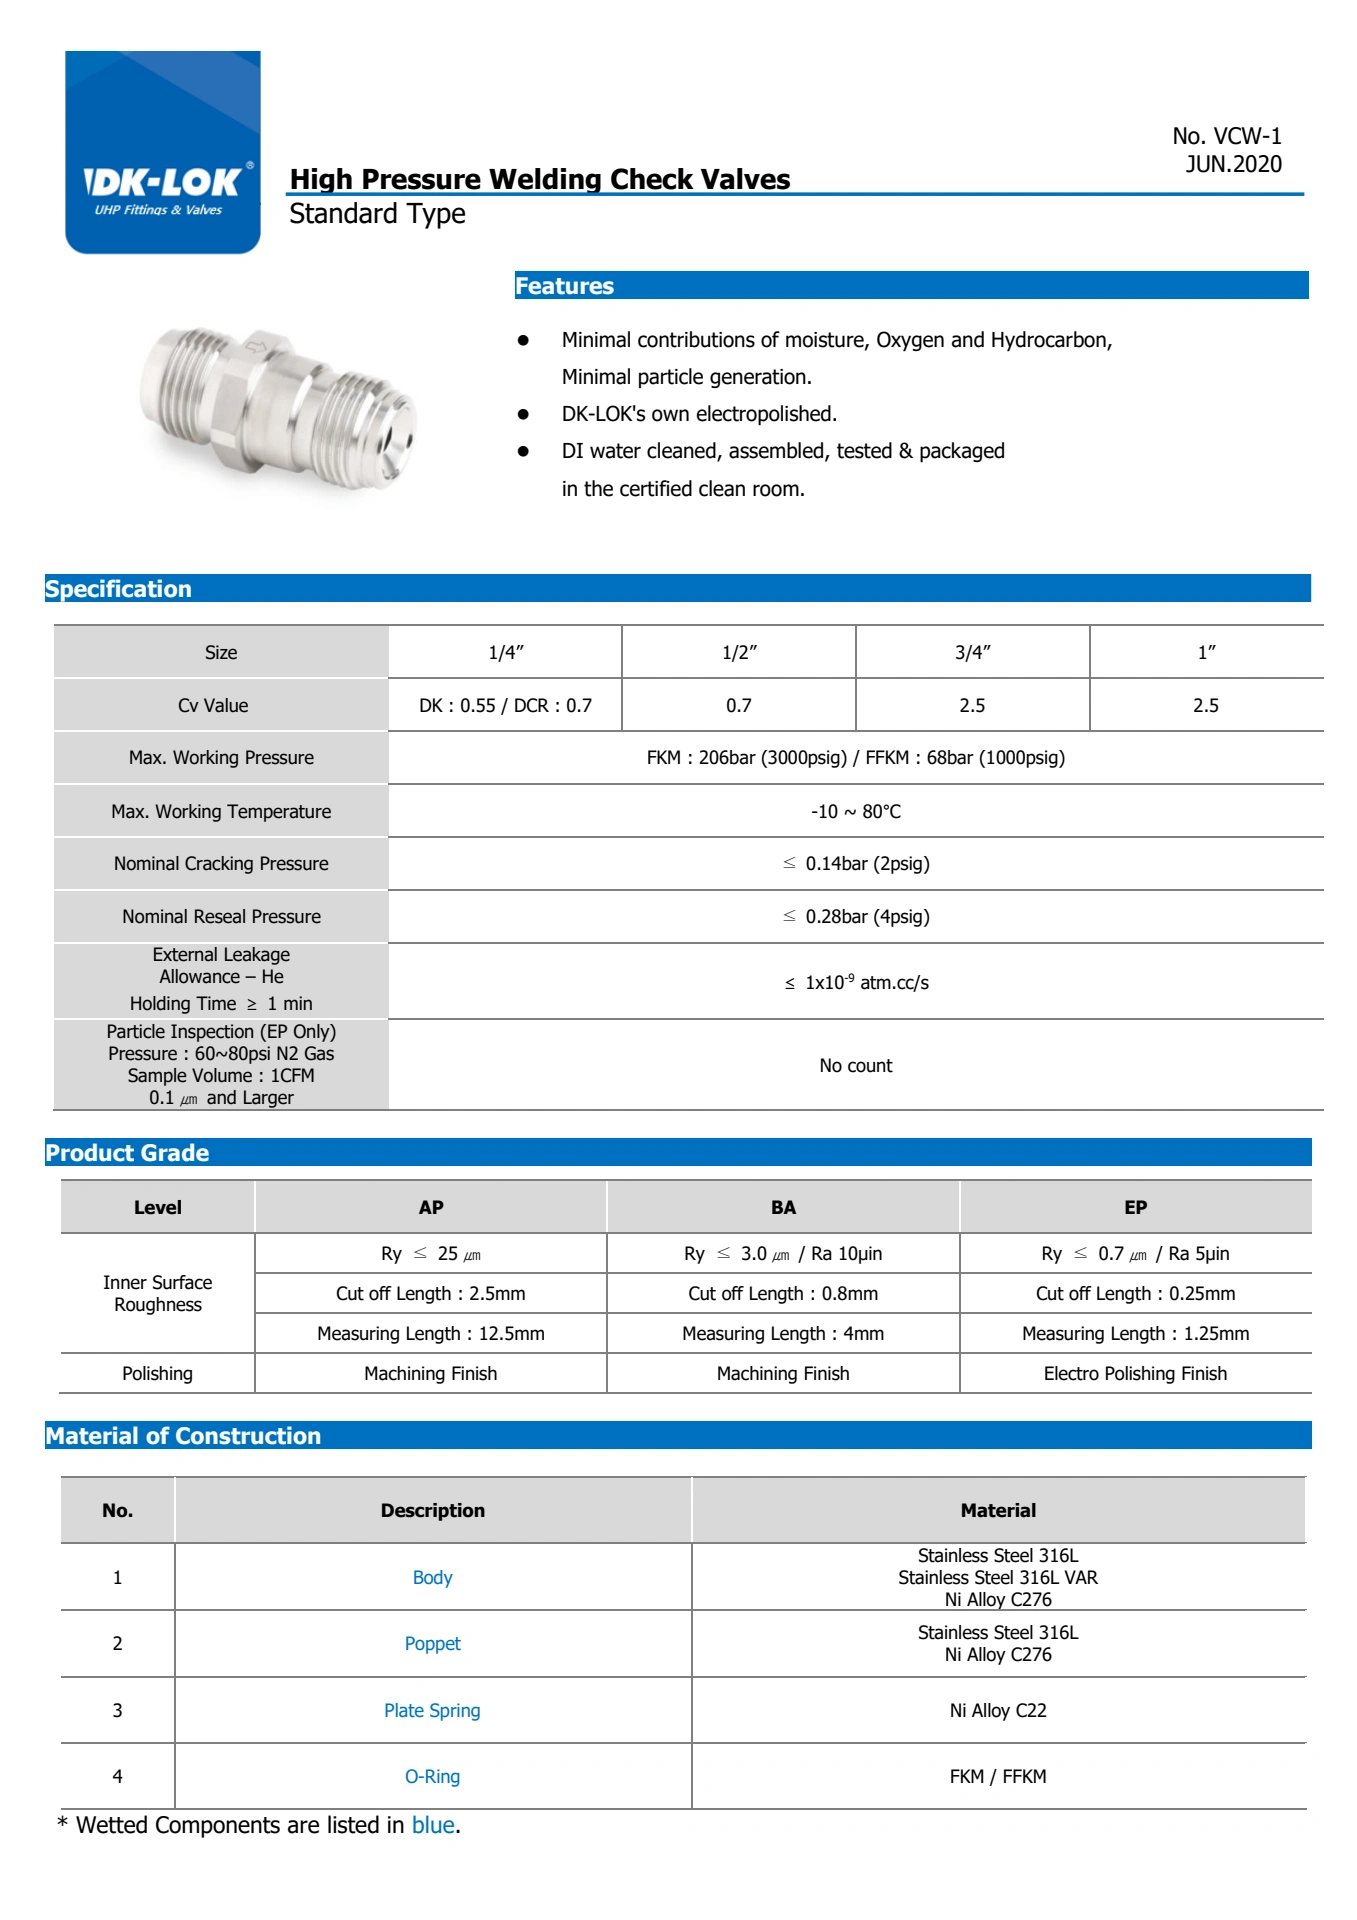 DK-LOK®
UHP Fittings & Valves
No. VCW-1
JUN.2020
High Pressure Welding Check Valves
Standard Type
Features
● Minimal contributions of moisture, Oxygen and Hydrocarbon,
Minimal particle generation.
● DK-LOK's own electropolished.
● DI water cleaned, assembled, tested & packaged
in the certified clean room.
Specification
Size 1/4” 1/2” 3/4” 1”
Cv Value DK : 0.55 / DCR : 0.7 0.7 2.5 2.5
Max. Working Pressure FKM : 206bar (3000psig) / FFKM : 68bar (1000psig)
Max. Working Temperature -10 ~ 80°C
Nominal Cracking Pressure ≤ 0.14bar (2psig)
Nominal Reseal Pressure ≤ 0.28bar (4psig)
External Leakage
Allowance – He
Holding Time ≥ 1 min
≤ 1x10⁻⁹ atm.cc/s
Particle Inspection (EP Only)
Pressure : 60~80psi N2 Gas
Sample Volume : 1CFM
0.1 ㎛ and Larger
No count
Product Grade
Level AP BA EP
Inner Surface
Roughness
Ry ≤ 25 ㎛ Ry ≤ 3.0 ㎛ / Ra 10µin Ry ≤ 0.7 ㎛ / Ra 5µin
Cut off Length : 2.5mm Cut off Length : 0.8mm Cut off Length : 0.25mm
Measuring Length : 12.5mm Measuring Length : 4mm Measuring Length : 1.25mm
Polishing Machining Finish Machining Finish Electro Polishing Finish
Material of Construction
No. Description Material
1 Body
Stainless Steel 316L
Stainless Steel 316L VAR
Ni Alloy C276
2 Poppet
Stainless Steel 316L
Ni Alloy C276
3 Plate Spring Ni Alloy C22
4 O-Ring FKM / FFKM
* Wetted Components are listed in blue.